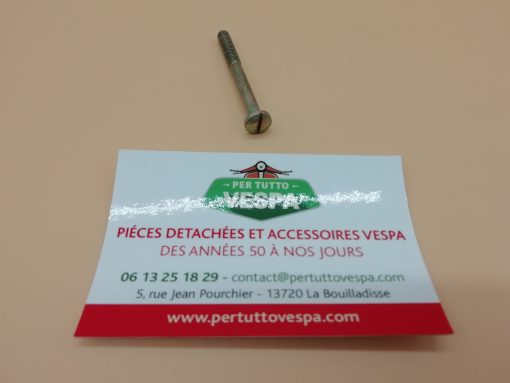 PER TUTTO
VESPA
PIÉCES DETACHÉES ET ACCESSOIRES VESPA
DES ANNÉES 50 À NOS JOURS
06 13 25 18 29 - contact@pertuttovespa.com
5, rue Jean Pourchier - 13720 La Bouilladisse
www.pertuttovespa.com